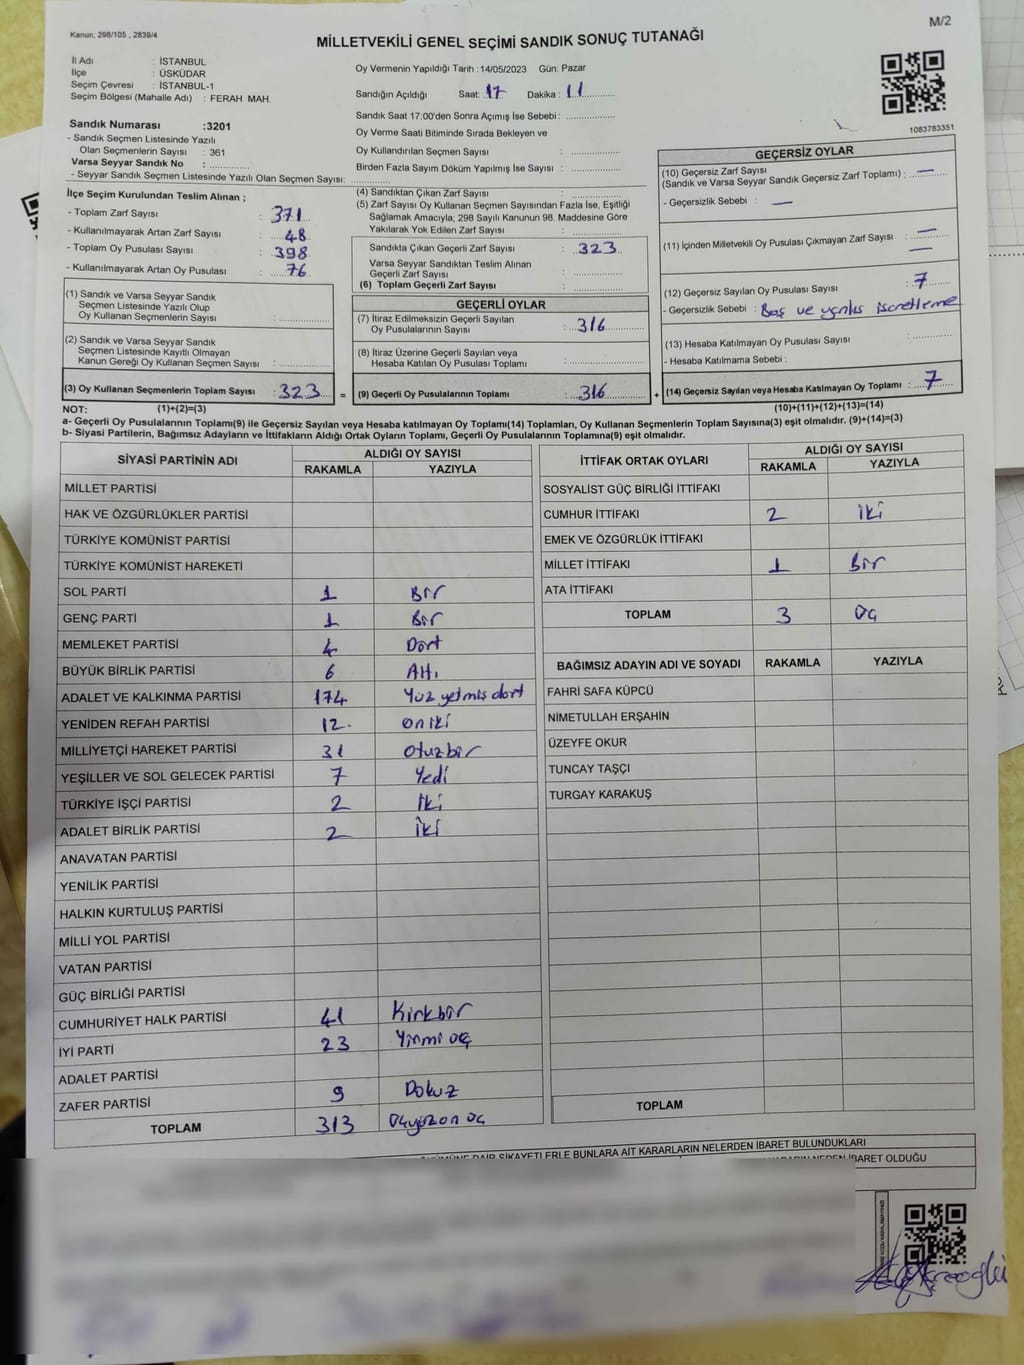 Kanun; 298/105 , 2839/4
M/2
MİLLETVEKİLİ GENEL SEÇİMİ SANDIK SONUÇ TUTANAĞI
İl Adı : İSTANBUL
İlçe : ÜSKÜDAR
Seçim Çevresi : İSTANBUL-1
Seçim Bölgesi (Mahalle Adı) : FERAH MAH.
Oy Vermenin Yapıldığı Tarih :14/05/2023 Gün: Pazar
Sandığın Açıldığı Saat: 17 Dakika : 11
Sandık Saat 17:00'den Sonra Açımış İse Sebebi :
Oy Verme Saati Bitiminde Sırada Bekleyen ve
Oy Kullandırılan Seçmen Sayısı :
Birden Fazla Sayım Döküm Yapılmış İse Sayısı :
1083783351
Sandık Numarası :3201
- Sandık Seçmen Listesinde Yazılı
Olan Seçmenlerin Sayısı : 361
Varsa Seyyar Sandık No :
- Seyyar Sandık Seçmen Listesinde Yazılı Olan Seçmen Sayısı:
İlçe Seçim Kurulundan Teslim Alınan ;
- Toplam Zarf Sayısı : 371
- Kullanılmayarak Artan Zarf Sayısı : 48
- Toplam Oy Pusulası Sayısı : 398
- Kullanılmayarak Artan Oy Pusulası : 76
(1) Sandık ve Varsa Seyyar Sandık
Seçmen Listesinde Yazılı Olup
Oy Kullanan Seçmenlerin Sayısı :
(2) Sandık ve Varsa Seyyar Sandık
Seçmen Listesinde Kayıtlı Olmayan
Kanun Gereği Oy Kullanan Seçmen Sayısı :
(3) Oy Kullanan Seçmenlerin Toplam Sayısı : 323 =
(4) Sandıktan Çıkan Zarf Sayısı :
(5) Zarf Sayısı Oy Kullanan Seçmen Sayısından Fazla İse, Eşitliği
Sağlamak Amacıyla; 298 Sayılı Kanunun 98. Maddesine Göre
Yakılarak Yok Edilen Zarf Sayısı :
Sandıkta Çıkan Geçerli Zarf Sayısı : 323
Varsa Seyyar Sandıktan Teslim Alınan
Geçerli Zarf Sayısı :
(6) Toplam Geçerli Zarf Sayısı :
GEÇERLİ OYLAR
(7) İtiraz Edilmeksizin Geçerli Sayılan
Oy Pusulalarının Sayısı : 316
(8) İtiraz Üzerine Geçerli Sayılan veya
Hesaba Katılan Oy Pusulası Toplamı :
(9) Geçerli Oy Pusulalarının Toplamı : 316 +
GEÇERSİZ OYLAR
(10) Geçersiz Zarf Sayısı
(Sandık ve Varsa Seyyar Sandık Geçersiz Zarf Toplamı) : —
- Geçersizlik Sebebi : —
(11) İçinden Milletvekili Oy Pusulası Çıkmayan Zarf Sayısı : —
—
(12) Geçersiz Sayılan Oy Pusulası Sayısı : 7
- Geçersizlik Sebebi : Boş ve yanlış iscretleme
(13) Hesaba Katılmayan Oy Pusulası Sayısı :
- Hesaba Katılmama Sebebi :
(14) Geçersiz Sayılan veya Hesaba Katılmayan Oy Toplamı : 7
NOT: (1)+(2)=(3)
(10)+(11)+(12)+(13)=(14)
a- Geçerli Oy Pusulalarının Toplamı(9) ile Geçersiz Sayılan veya Hesaba katılmayan Oy Toplamı(14) Toplamları, Oy Kullanan Seçmenlerin Toplam Sayısına(3) eşit olmalıdır. (9)+(14)=(3)
b- Siyasi Partilerin, Bağımsız Adayların ve İttifakların Aldığı Ortak Oyların Toplamı, Geçerli Oy Pusulalarının Toplamına(9) eşit olmalıdır.
SİYASİ PARTİNİN ADI ALDIĞI OY SAYISI
RAKAMLA YAZIYLA
MİLLET PARTİSİ
HAK VE ÖZGÜRLÜKLER PARTİSİ
TÜRKİYE KOMÜNİST PARTİSİ
TÜRKİYE KOMÜNİST HAREKETİ
SOL PARTİ 1 Bir
GENÇ PARTİ 1 Bir
MEMLEKET PARTİSİ 4 Dört
BÜYÜK BİRLİK PARTİSİ 6 Altı
ADALET VE KALKINMA PARTİSİ 174 Yüz yetmiş dört
YENİDEN REFAH PARTİSİ 12 on iki
MİLLİYETÇİ HAREKET PARTİSİ 31 otuzbir
YEŞİLLER VE SOL GELECEK PARTİSİ 7 Yedi
TÜRKİYE İŞÇİ PARTİSİ 2 İki
ADALET BİRLİK PARTİSİ 2 İki
ANAVATAN PARTİSİ
YENİLİK PARTİSİ
HALKIN KURTULUŞ PARTİSİ
MİLLİ YOL PARTİSİ
VATAN PARTİSİ
GÜÇ BİRLİĞİ PARTİSİ
CUMHURİYET HALK PARTİSİ 41 Kırkbir
İYİ PARTİ 23 Yirmi üç
ADALET PARTİSİ
ZAFER PARTİSİ 9 Dokuz
TOPLAM 313 Üçyüzon üç
İTTİFAK ORTAK OYLARI ALDIĞI OY SAYISI
RAKAMLA YAZIYLA
SOSYALİST GÜÇ BİRLİĞİ İTTİFAKI
CUMHUR İTTİFAKI 2 iki
EMEK VE ÖZGÜRLÜK İTTİFAKI
MİLLET İTTİFAKI 1 Bir
ATA İTTİFAKI
TOPLAM 3 üç
BAĞIMSIZ ADAYIN ADI VE SOYADI RAKAMLA YAZIYLA
FAHRİ SAFA KÜPCÜ
NİMETULLAH ERŞAHİN
ÜZEYFE OKUR
TUNCAY TAŞÇI
TURGAY KARAKUŞ
TOPLAM
DAİR ŞİKAYETLERLE BUNLARA AİT KARARLARIN NELERDEN İBARET BULUNDUKLARI
NEDEN İBARET OLDUĞU